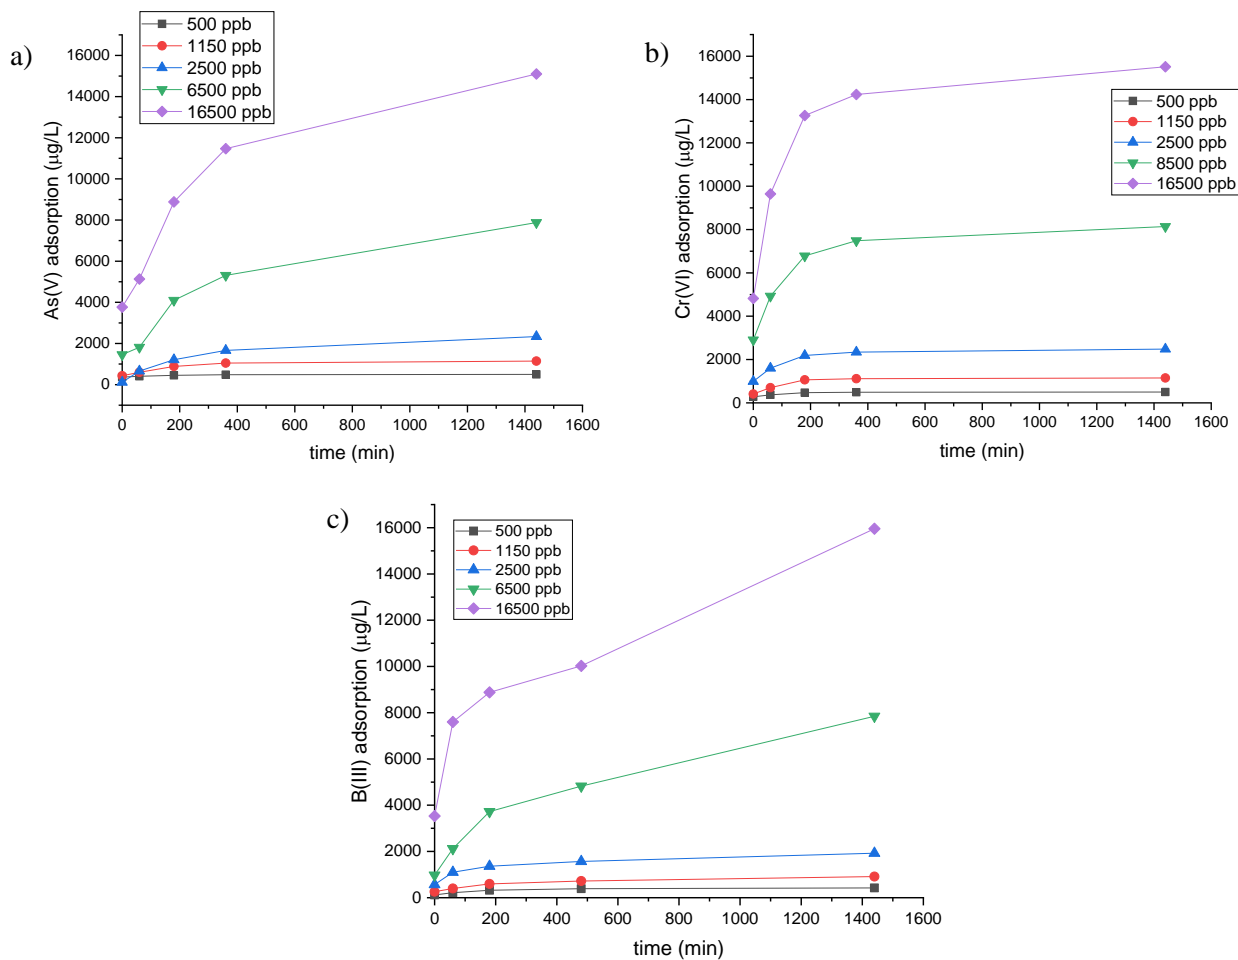 a)
500 ppb
1150 ppb
2500 ppb
6500 ppb
16500 ppb
16000
14000
12000
10000
8000
6000
4000
2000
0
As(V) adsorption (μg/L)
0 200 400 600 800 1000 1200 1400 1600
time (min)
b)
500 ppb
1150 ppb
2500 ppb
8500 ppb
16500 ppb
16000
14000
12000
10000
8000
6000
4000
2000
0
Cr(VI) adsorption (μg/L)
0 200 400 600 800 1000 1200 1400 1600
time (min)
c)
500 ppb
1150 ppb
2500 ppb
6500 ppb
16500 ppb
16000
14000
12000
10000
8000
6000
4000
2000
0
B(III) adsorption (μg/L)
0 200 400 600 800 1000 1200 1400 1600
time (min)